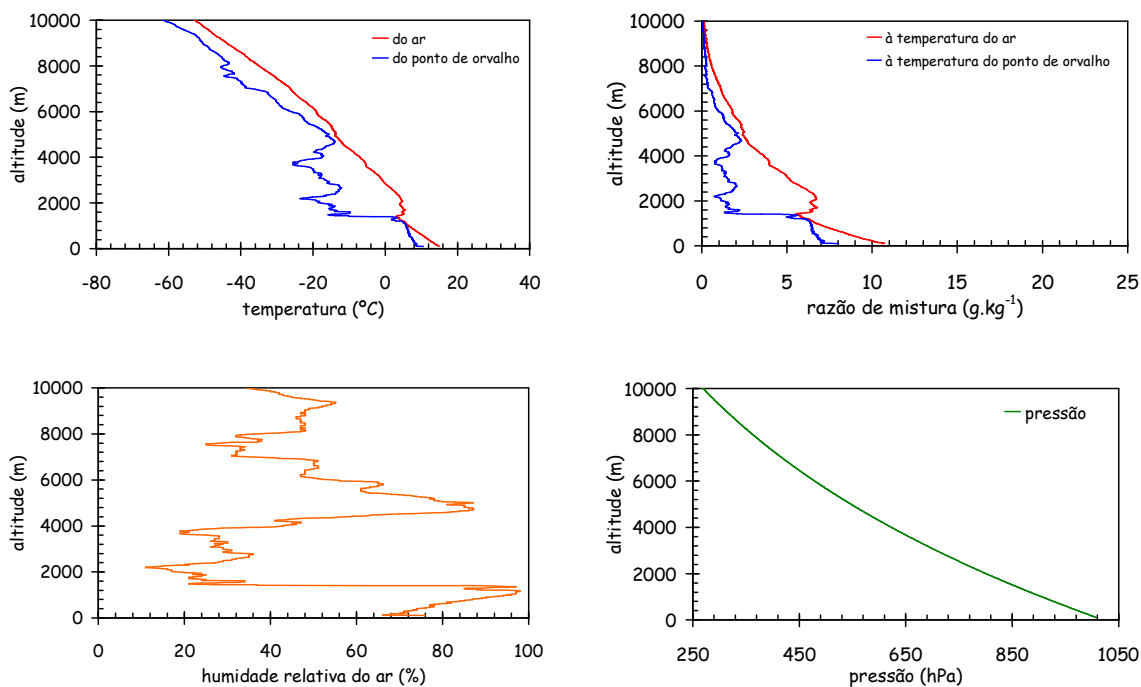 10000
8000
6000
4000
2000
0
altitude (m)
-80 -60 -40 -20 0 20 40
temperatura (ºC)
do ar
do ponto de orvalho
10000
8000
6000
4000
2000
0
altitude (m)
0 5 10 15 20 25
razão de mistura (g.kg⁻¹)
à temperatura do ar
à temperatura do ponto de orvalho
10000
8000
6000
4000
2000
0
altitude (m)
0 20 40 60 80 100
humidade relativa do ar (%)
10000
8000
6000
4000
2000
0
altitude (m)
250 450 650 850 1050
pressão (hPa)
pressão